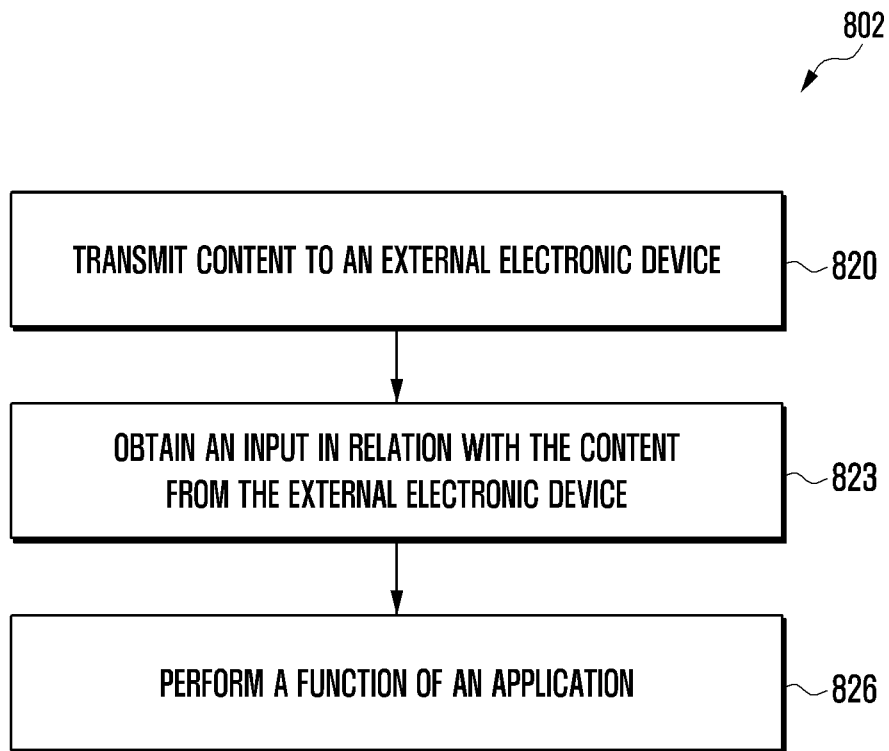 802
TRANSMIT CONTENT TO AN EXTERNAL ELECTRONIC DEVICE
820
OBTAIN AN INPUT IN RELATION WITH THE CONTENT
FROM THE EXTERNAL ELECTRONIC DEVICE
823
PERFORM A FUNCTION OF AN APPLICATION
826